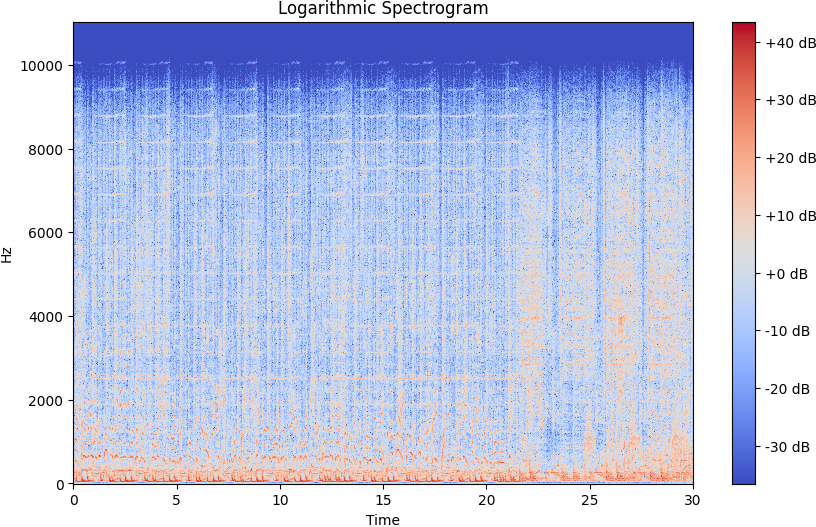 Logarithmic Spectrogram
Hz
10000
8000
6000
4000
2000
0
0 5 10 15 20 25 30
Time
+40 dB
+30 dB
+20 dB
+10 dB
+0 dB
-10 dB
-20 dB
-30 dB